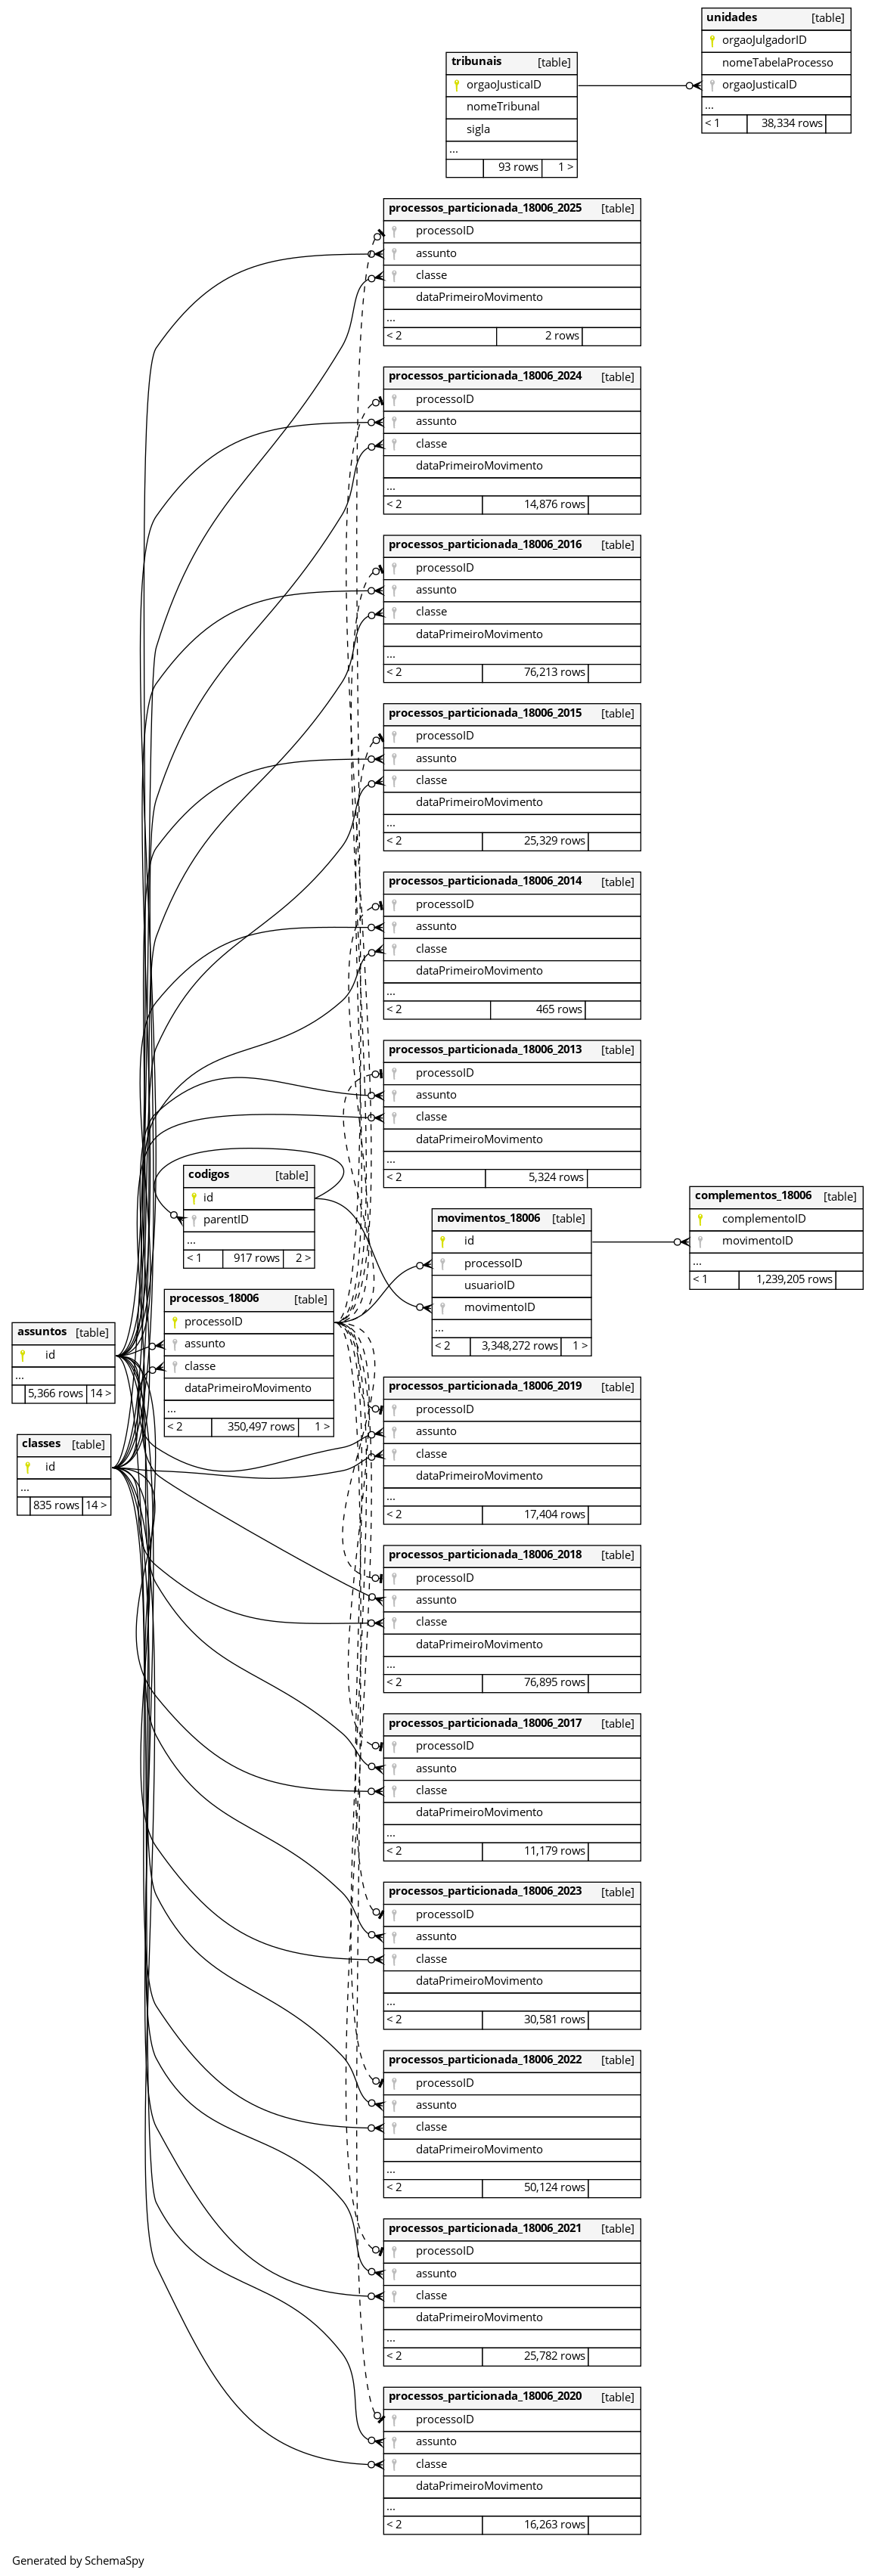 unidades [table]
orgaoJulgadorID
nomeTabelaProcesso
orgaoJusticaID
...
< 1 38,334 rows
tribunais [table]
orgaoJusticaID
nomeTribunal
sigla
...
93 rows 1 >
processos_particionada_18006_2025 [table]
processoID
assunto
classe
dataPrimeiroMovimento
...
< 2 2 rows
processos_particionada_18006_2024 [table]
processoID
assunto
classe
dataPrimeiroMovimento
...
< 2 14,876 rows
processos_particionada_18006_2016 [table]
processoID
assunto
classe
dataPrimeiroMovimento
...
< 2 76,213 rows
processos_particionada_18006_2015 [table]
processoID
assunto
classe
dataPrimeiroMovimento
...
< 2 25,329 rows
processos_particionada_18006_2014 [table]
processoID
assunto
classe
dataPrimeiroMovimento
...
< 2 465 rows
processos_particionada_18006_2013 [table]
processoID
assunto
classe
dataPrimeiroMovimento
...
< 2 5,324 rows
codigos [table]
id
parentID
...
< 1 917 rows 2 >
movimentos_18006 [table]
id
processoID
usuarioID
movimentoID
...
< 2 3,348,272 rows 1 >
complementos_18006 [table]
complementoID
movimentoID
...
< 1 1,239,205 rows
processos_18006 [table]
processoID
assunto
classe
dataPrimeiroMovimento
...
< 2 350,497 rows 1 >
assuntos [table]
id
...
5,366 rows 14 >
classes [table]
id
...
835 rows 14 >
processos_particionada_18006_2019 [table]
processoID
assunto
classe
dataPrimeiroMovimento
...
< 2 17,404 rows
processos_particionada_18006_2018 [table]
processoID
assunto
classe
dataPrimeiroMovimento
...
< 2 76,895 rows
processos_particionada_18006_2017 [table]
processoID
assunto
classe
dataPrimeiroMovimento
...
< 2 11,179 rows
processos_particionada_18006_2023 [table]
processoID
assunto
classe
dataPrimeiroMovimento
...
< 2 30,581 rows
processos_particionada_18006_2022 [table]
processoID
assunto
classe
dataPrimeiroMovimento
...
< 2 50,124 rows
processos_particionada_18006_2021 [table]
processoID
assunto
classe
dataPrimeiroMovimento
...
< 2 25,782 rows
processos_particionada_18006_2020 [table]
processoID
assunto
classe
dataPrimeiroMovimento
...
< 2 16,263 rows
Generated by SchemaSpy